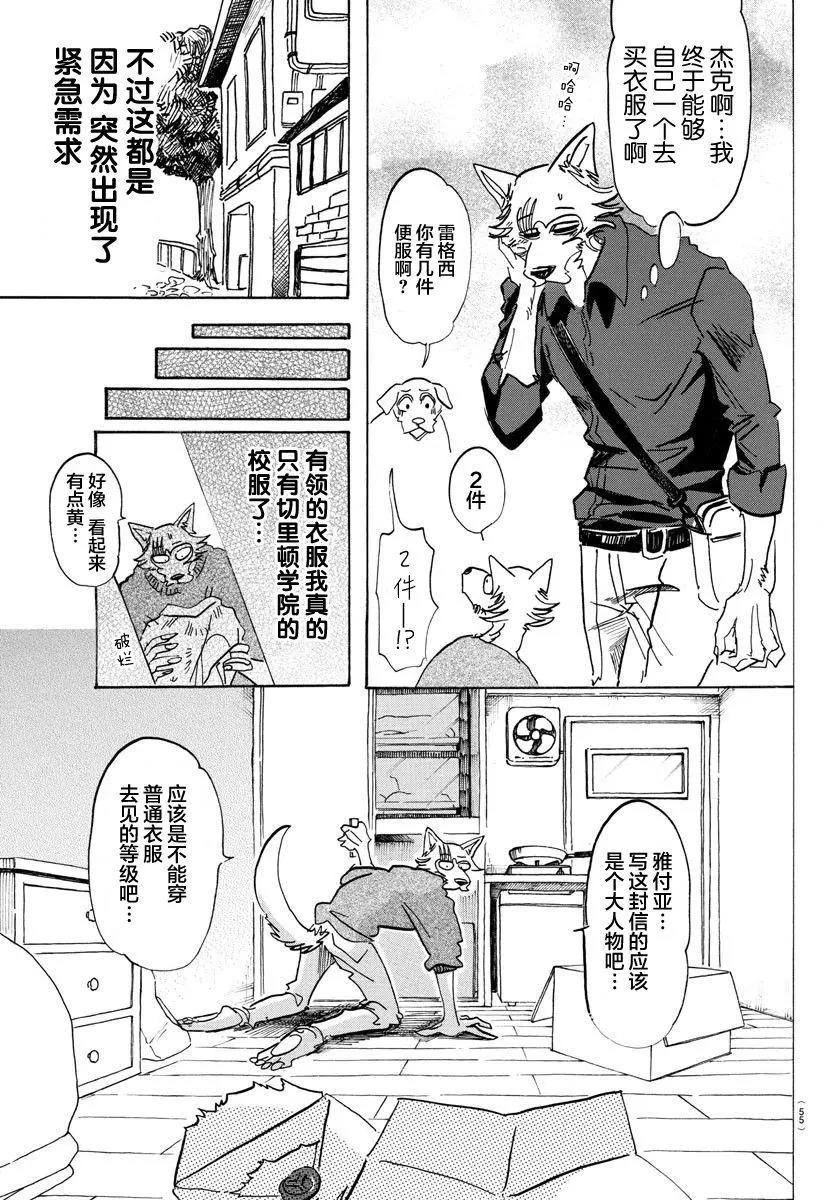 杰克啊…我
终于能够
自己一个去
买衣服了啊
啊哈哈…
雷格西
你有几件
便服啊？
2件
2件
—!?
不过这都是
因为 突然出现了
紧急需求
有领的衣服我真的
只有切里顿学院的
校服了…
好像 看起来
有点黄…
破烂
雅付亚…
写这封信的应该
是个大人物吧…
应该是不能穿
普通衣服
去见的等级吧…
(55)